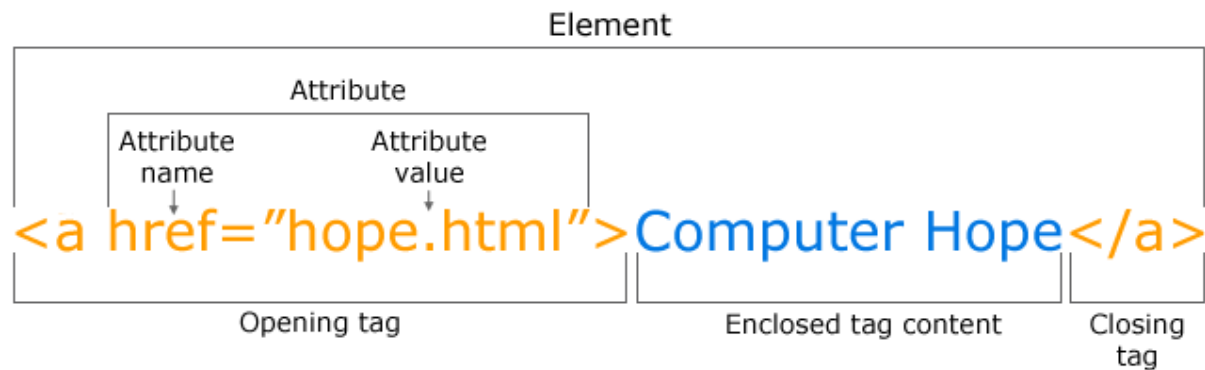 Element
Attribute
Attribute name
Attribute value
<a href=”hope.html”>Computer Hope</a>
Opening tag
Enclosed tag content
Closing tag